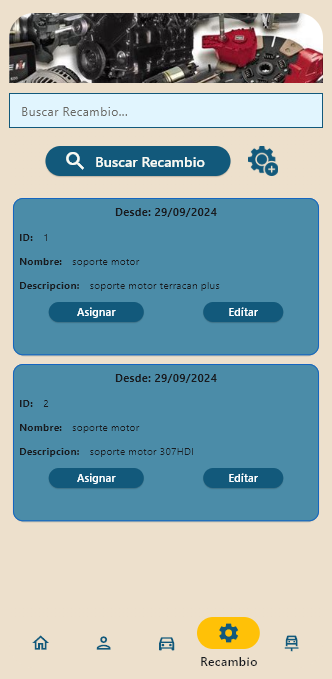 Buscar Recambio...
Buscar Recambio
Desde: 29/09/2024
ID: 1
Nombre: soporte motor
Descripcion: soporte motor terracan plus
Asignar Editar
Desde: 29/09/2024
ID: 2
Nombre: soporte motor
Descripcion: soporte motor 307HDI
Asignar Editar
Recambio